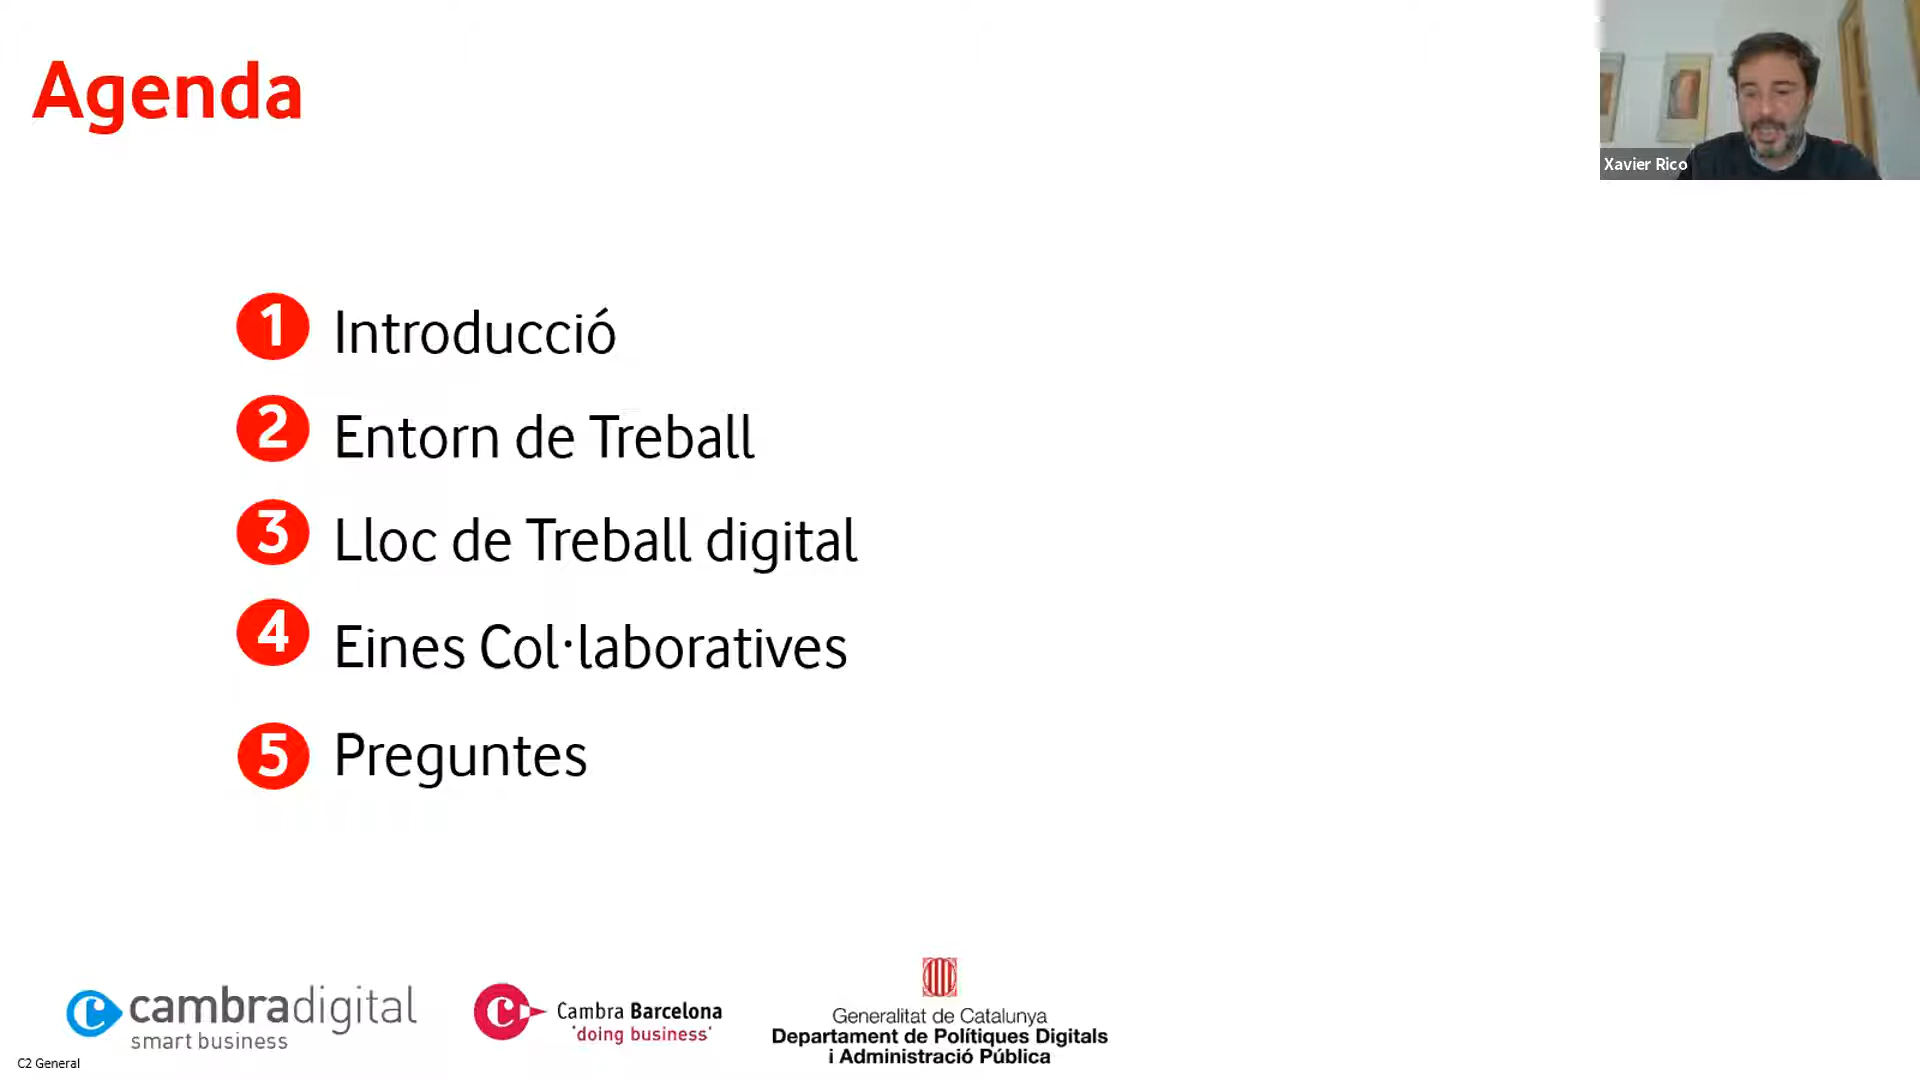 Agenda
Xavier Rico
1 Introducció
2 Entorn de Treball
3 Lloc de Treball digital
4 Eines Col·laboratives
5 Preguntes
cambradigital
smart business
Cambra Barcelona
'doing business'
Generalitat de Catalunya
Departament de Polítiques Digitals
i Administració Pública
C2 General